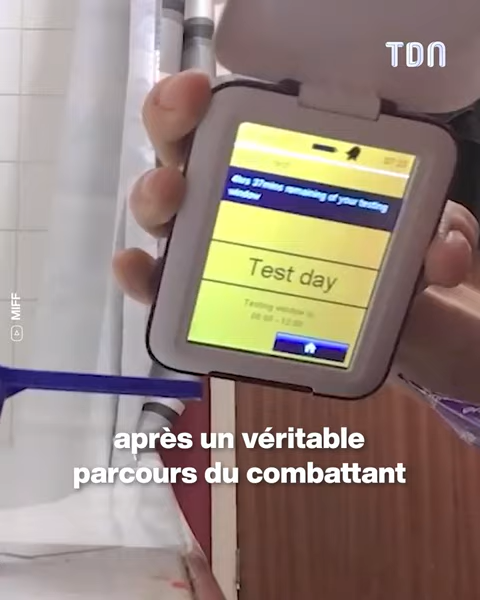 TDN
4hrs 37mins remaining of your testing
window
Test day
Testing window is:
MIFF
après un véritable
parcours du combattant